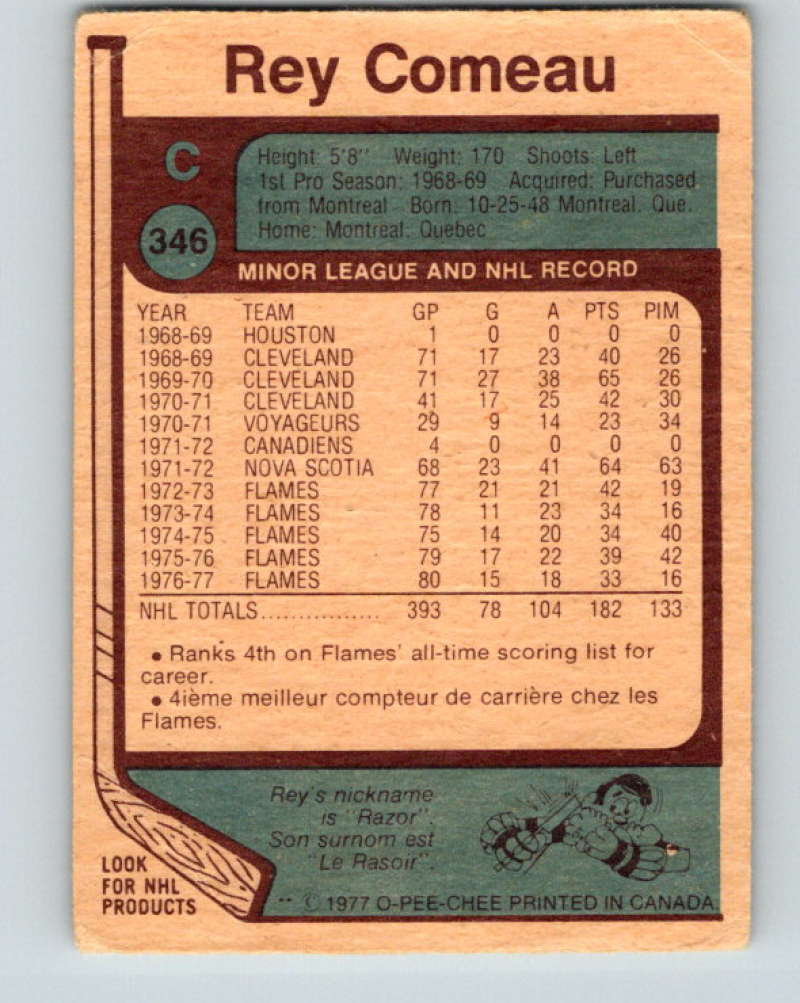 Rey Comeau
C
Height: 5'8" Weight: 170 Shoots: Left
1st Pro Season: 1968-69 Acquired: Purchased
from Montreal Born: 10-25-48 Montreal. Que.
Home: Montreal: Quebec
346
MINOR LEAGUE AND NHL RECORD
YEAR TEAM GP G A PTS PIM
1968-69 HOUSTON 1 0 0 0 0
1968-69 CLEVELAND 71 17 23 40 26
1969-70 CLEVELAND 71 27 38 65 26
1970-71 CLEVELAND 41 17 25 42 30
1970-71 VOYAGEURS 29 9 14 23 34
1971-72 CANADIENS 4 0 0 0 0
1971-72 NOVA SCOTIA 68 23 41 64 63
1972-73 FLAMES 77 21 21 42 19
1973-74 FLAMES 78 11 23 34 16
1974-75 FLAMES 75 14 20 34 40
1975-76 FLAMES 79 17 22 39 42
1976-77 FLAMES 80 15 18 33 16
NHL TOTALS................ 393 78 104 182 133
• Ranks 4th on Flames' all-time scoring list for
career.
• 4ième meilleur compteur de carrière chez les
Flames.
Rey's nickname
is "Razor".
Son surnom est
"Le Rasoir".
LOOK
FOR NHL
PRODUCTS
** © 1977 O-PEE-CHEE PRINTED IN CANADA.